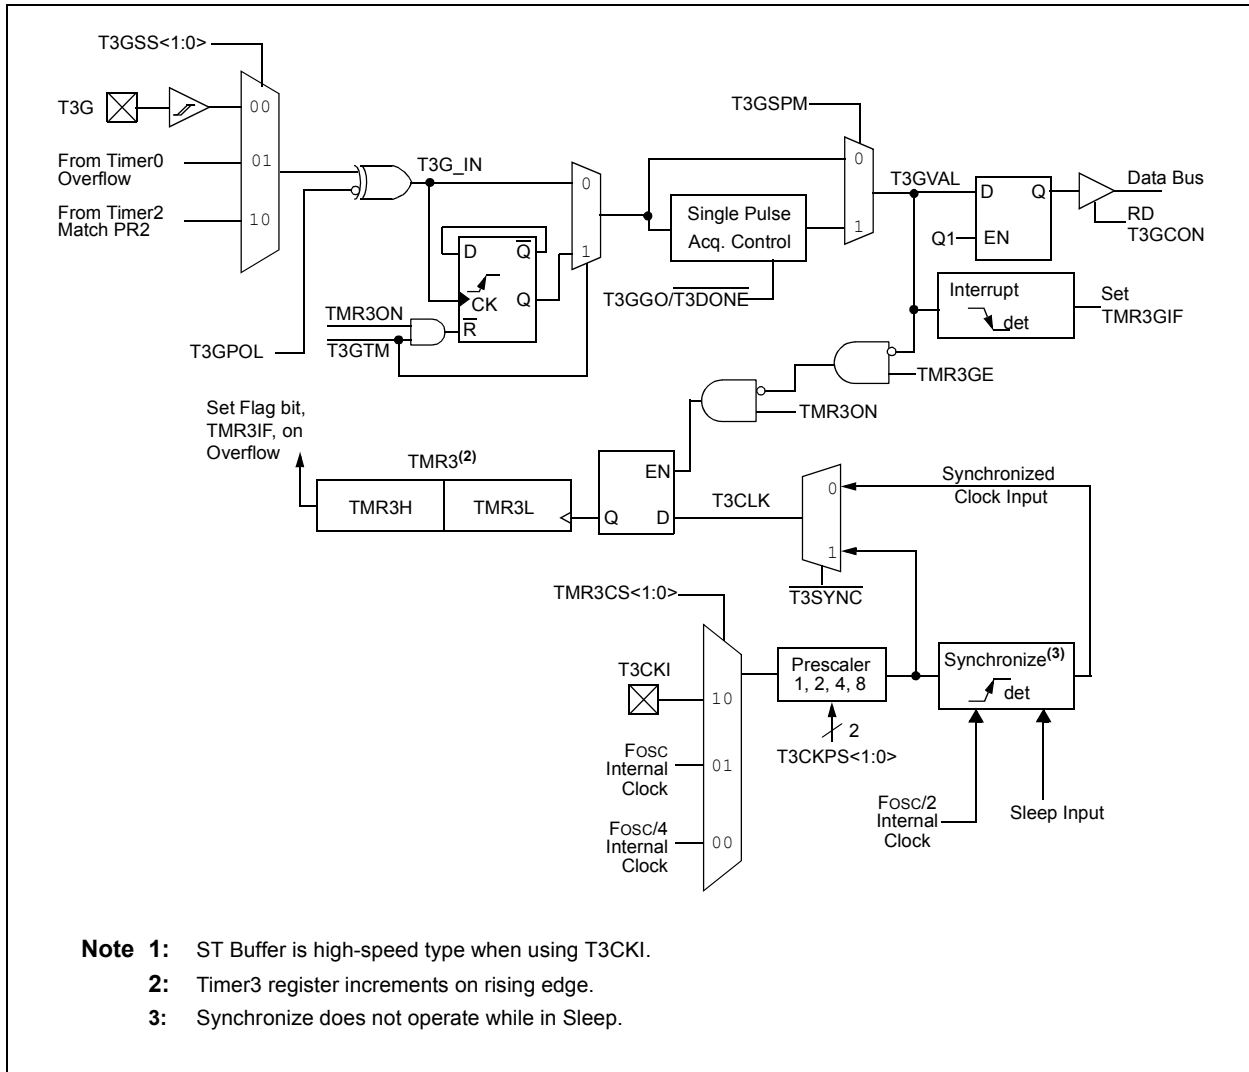 T3GSS<1:0>
T3G
00
From Timer0
Overflow
01
From Timer2
Match PR2
10
T3G_IN
T3GPOL
0
1
D
Q
CK
Q
R
TMR3ON
T3GTM
T3GSPM
0
1
Single Pulse
Acq. Control
T3GGO/T3DONE
T3GVAL
D
Q
Q1
EN
Data Bus
RD
T3GCON
Interrupt
det
Set
TMR3GIF
TMR3GE
TMR3ON
Set Flag bit,
TMR3IF, on
Overflow
TMR3(2)
TMR3H
TMR3L
EN
Q
D
T3CLK
0
1
T3SYNC
Synchronized
Clock Input
TMR3CS<1:0>
T3CKI
10
FOSC
Internal
Clock
01
FOSC/4
Internal
Clock
00
Prescaler
1, 2, 4, 8
2
T3CKPS<1:0>
Synchronize(3)
det
FOSC/2
Internal
Clock
Sleep Input
Note 1: ST Buffer is high-speed type when using T3CKI.
2: Timer3 register increments on rising edge.
3: Synchronize does not operate while in Sleep.